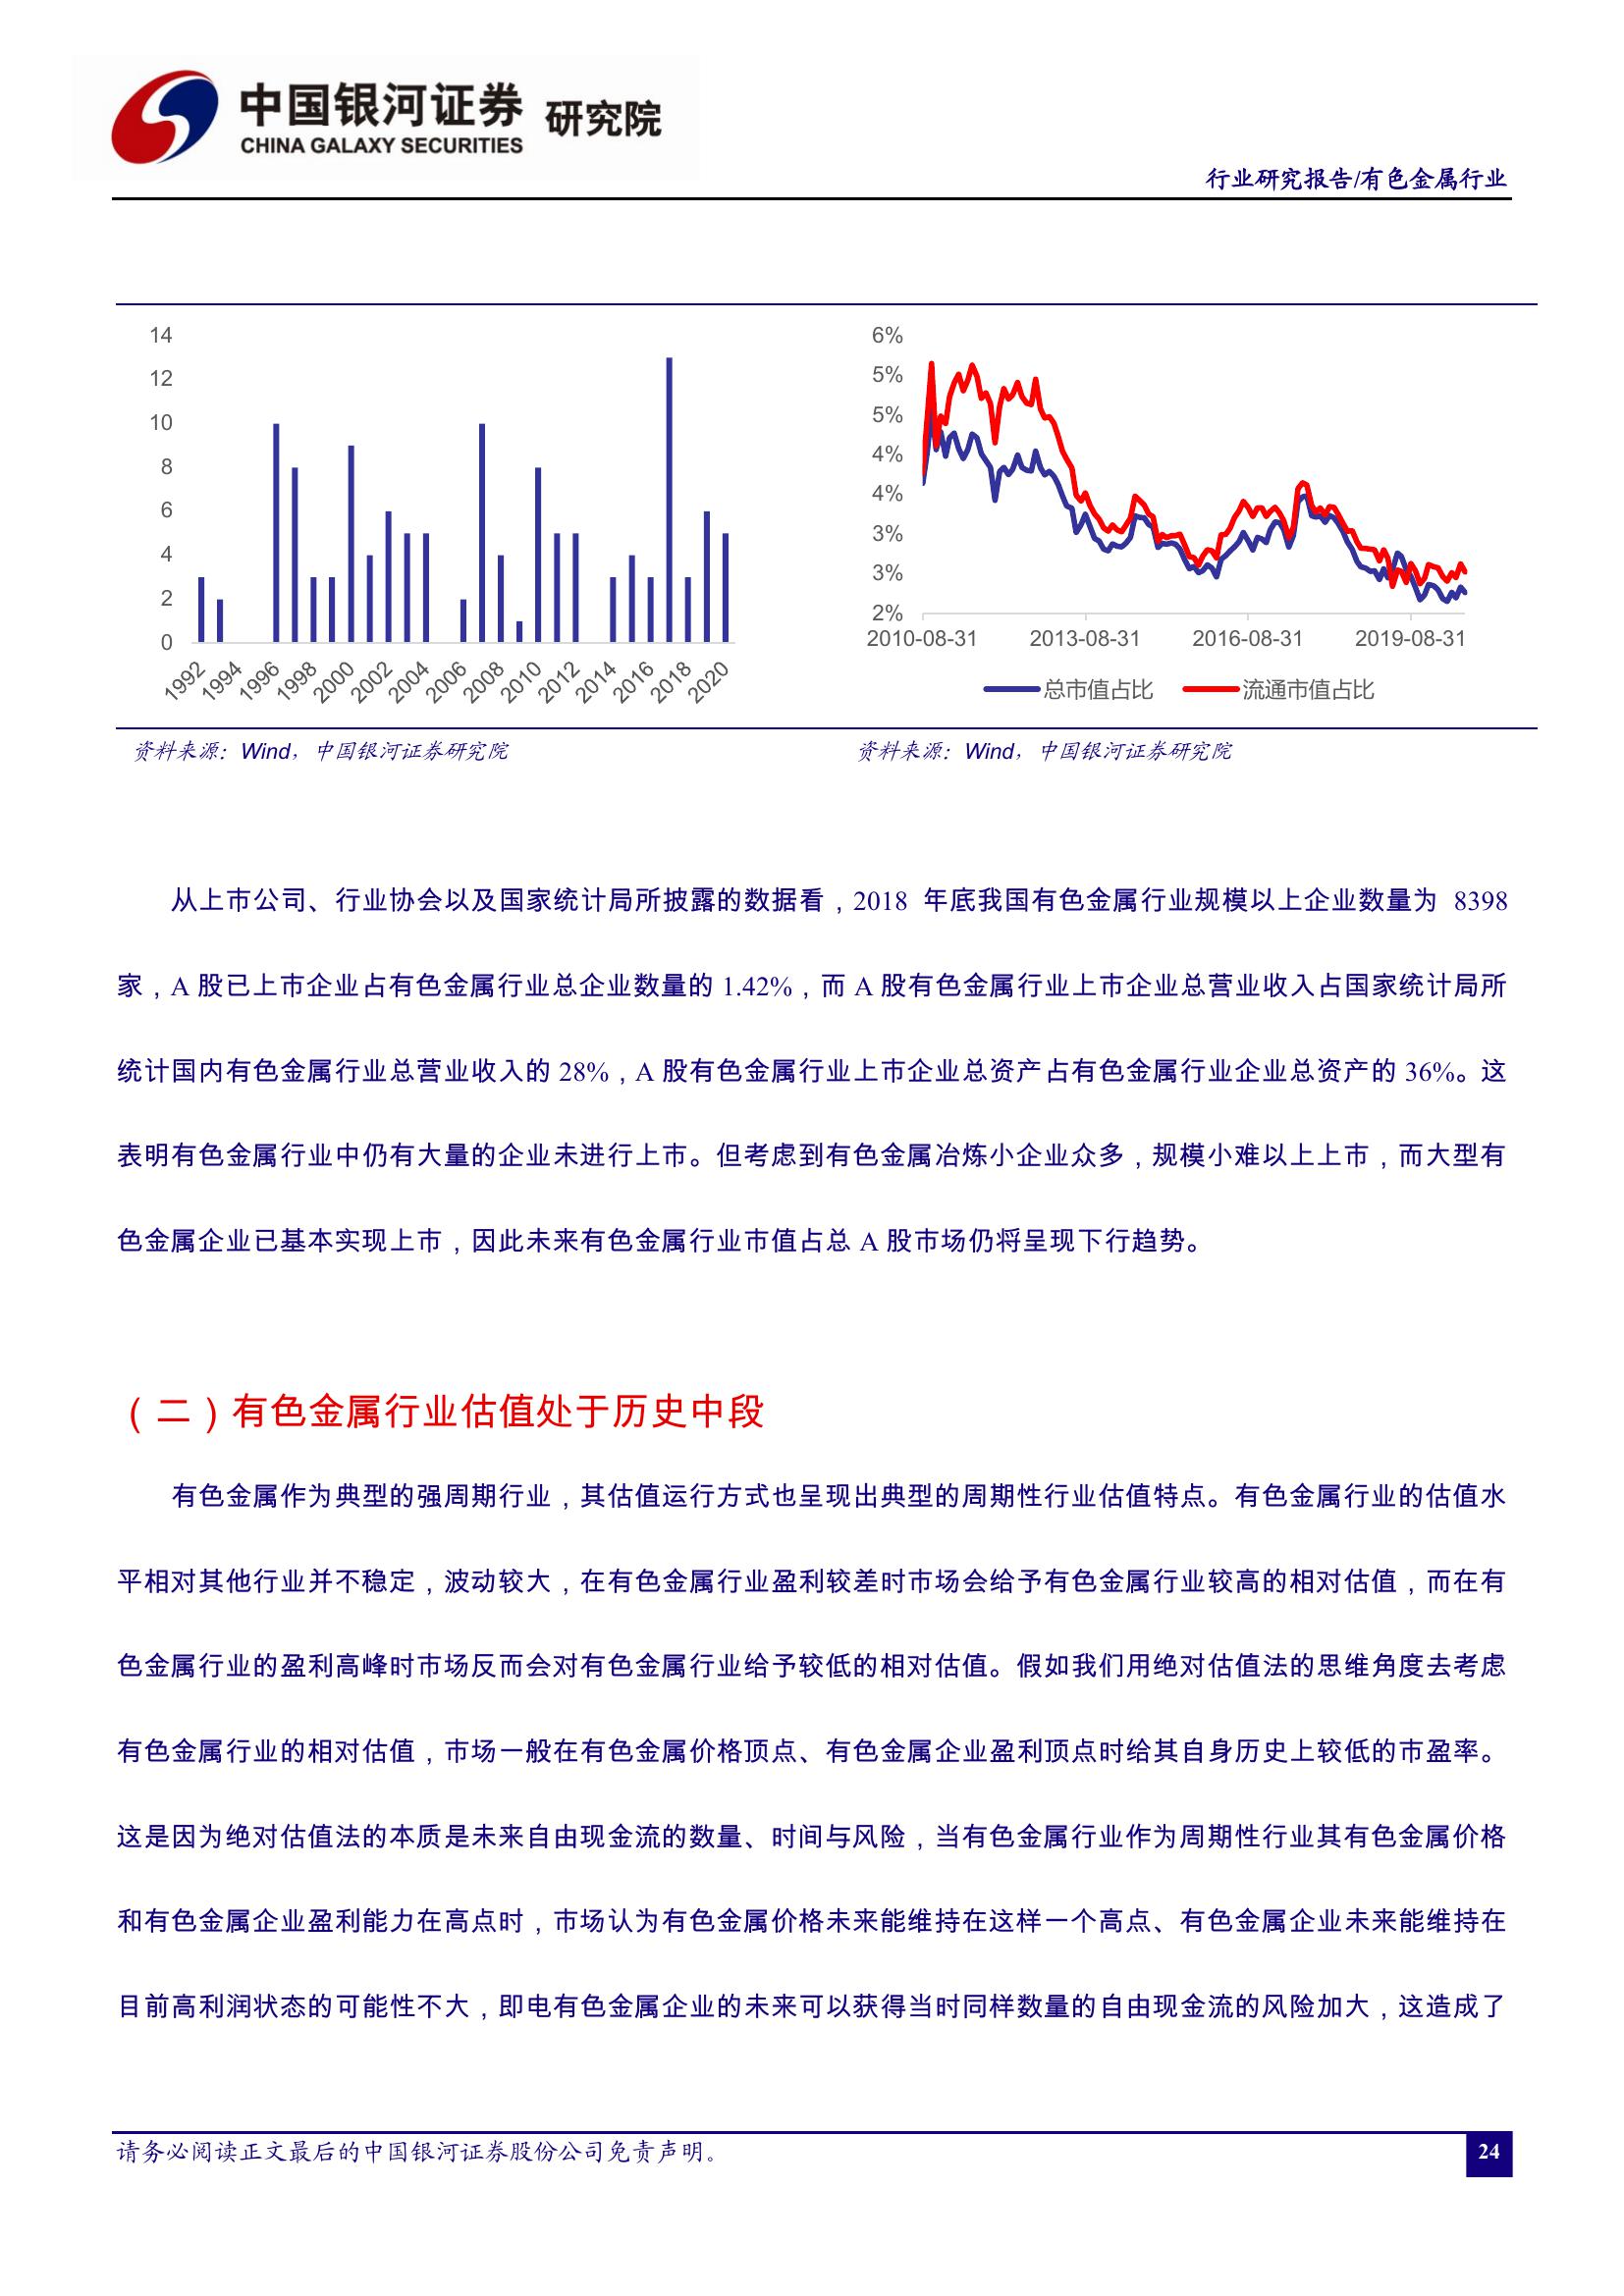 中国银河证券 研究院
CHINA GALAXY SECURITIES
行业研究报告/有色金属行业
14
12
10
8
6
4
2
0
1992
1994
1996
1998
2000
2002
2004
2006
2008
2010
2012
2014
2016
2018
2020
6%
5%
5%
4%
4%
3%
3%
2%
2010-08-31 2013-08-31 2016-08-31 2019-08-31
总市值占比 流通市值占比
资料来源：Wind，中国银河证券研究院 资料来源：Wind，中国银河证券研究院
从上市公司、行业协会以及国家统计局所披露的数据看，2018 年底我国有色金属行业规模以上企业数量为 8398
家，A 股已上市企业占有色金属行业总企业数量的 1.42%，而 A 股有色金属行业上市企业总营业收入占国家统计局所
统计国内有色金属行业总营业收入的 28%，A 股有色金属行业上市企业总资产占有色金属行业企业总资产的 36%。这
表明有色金属行业中仍有大量的企业未进行上市。但考虑到有色金属冶炼小企业众多，规模小难以上上市，而大型有
色金属企业已基本实现上市，因此未来有色金属行业市值占总 A 股市场仍将呈现下行趋势。
（二）有色金属行业估值处于历史中段
有色金属作为典型的强周期行业，其估值运行方式也呈现出典型的周期性行业估值特点。有色金属行业的估值水
平相对其他行业并不稳定，波动较大，在有色金属行业盈利较差时市场会给予有色金属行业较高的相对估值，而在有
色金属行业的盈利高峰时市场反而会对有色金属行业给予较低的相对估值。假如我们用绝对估值法的思维角度去考虑
有色金属行业的相对估值，市场一般在有色金属价格顶点、有色金属企业盈利顶点时给其自身历史上较低的市盈率。
这是因为绝对估值法的本质是未来自由现金流的数量、时间与风险，当有色金属行业作为周期性行业其有色金属价格
和有色金属企业盈利能力在高点时，市场认为有色金属价格未来能维持在这样一个高点、有色金属企业未来能维持在
目前高利润状态的可能性不大，即电有色金属企业的未来可以获得当时同样数量的自由现金流的风险加大，这造成了
请务必阅读正文最后的中国银河证券股份公司免责声明。
24